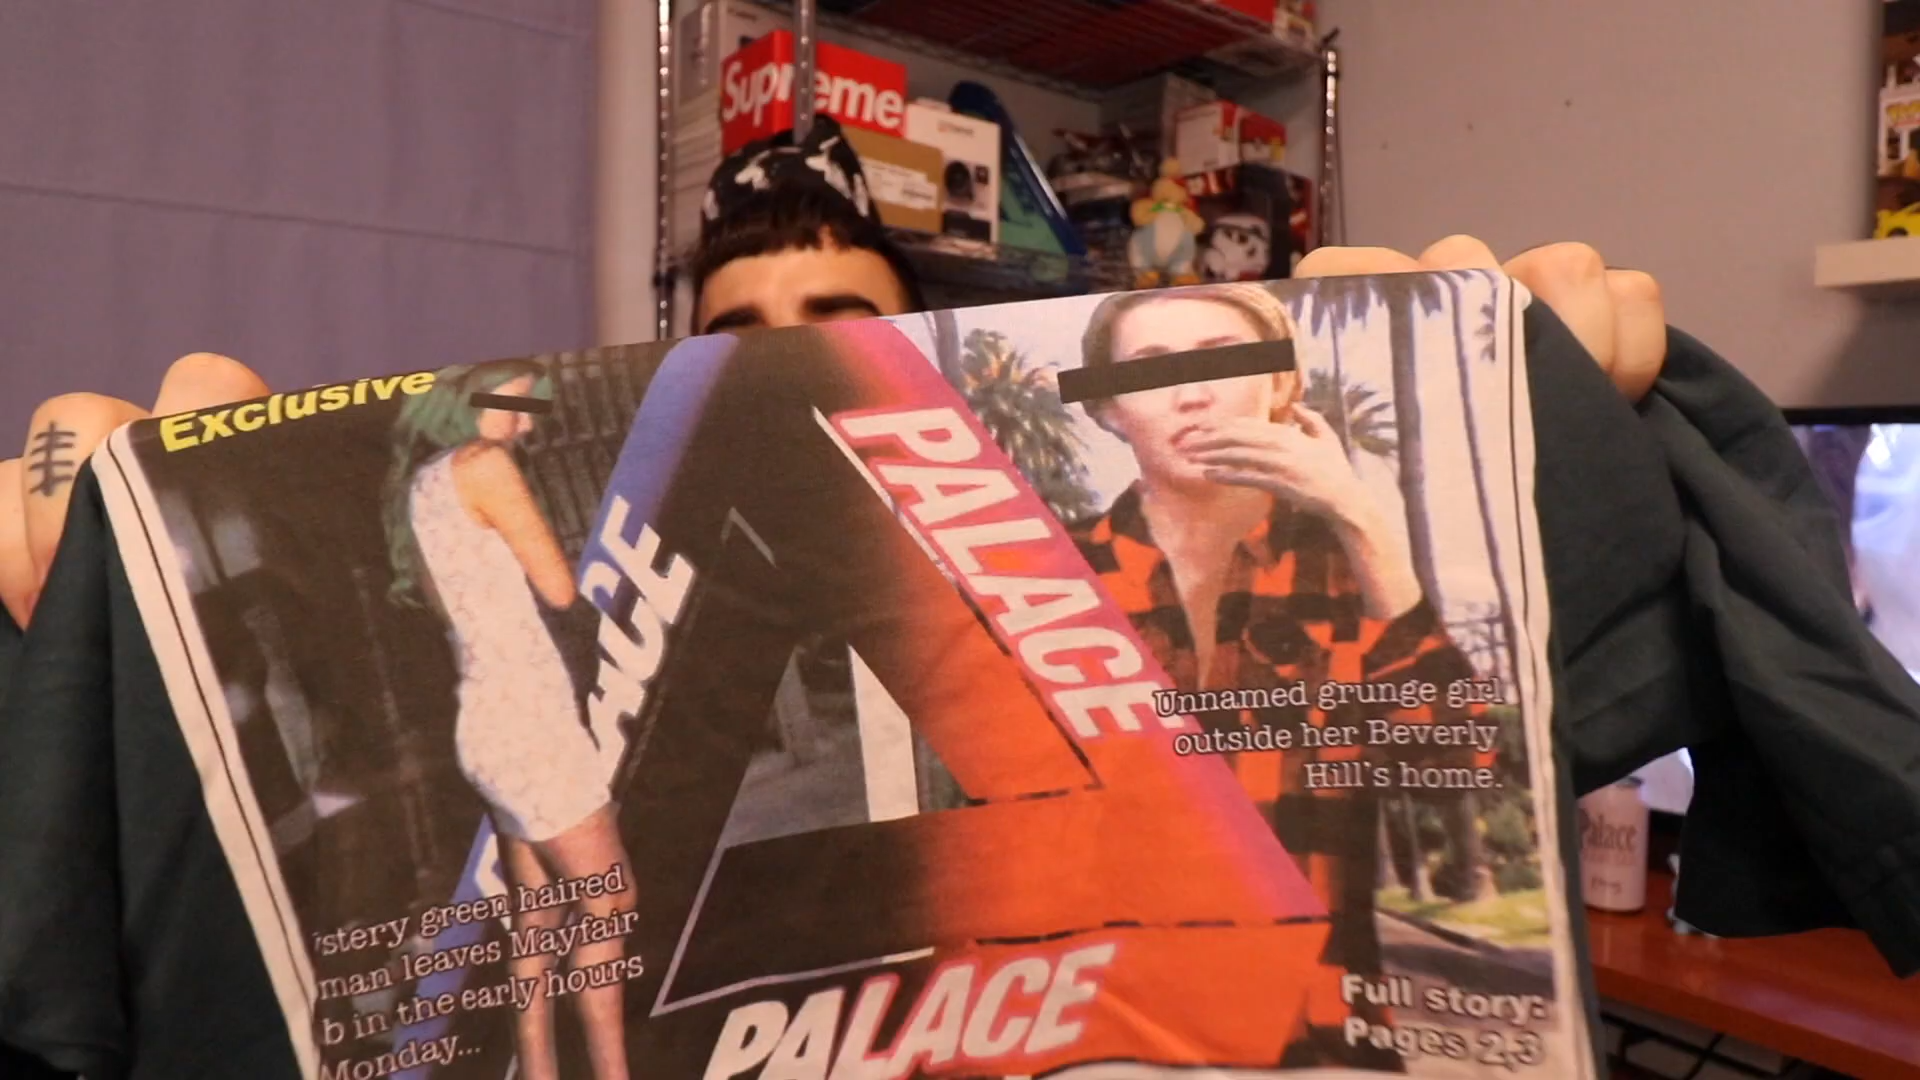 Supreme
Exclusive
PALACE
PALACE
Unnamed grunge girl
outside her Beverly
Hill's home.
istery green haired
man leaves Mayfair
b in the early hours
Monday...
PALACE
Full story:
Pages 2,3
Palace